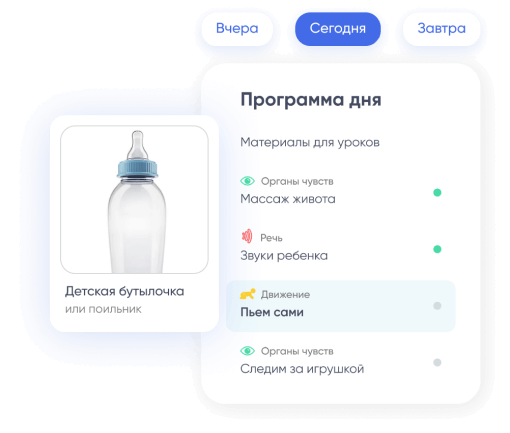 Вчера
Сегодня
Завтра
Программа дня
Материалы для уроков
Органы чувств
Массаж живота
Речь
Звуки ребенка
Движение
Пьем сами
Органы чувств
Следим за игрушкой
Детская бутылочка
или поильник